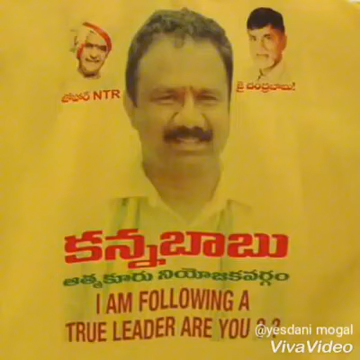 జోహార్ NTR
జై చంద్రబాబు!
కన్నబాబు
ఆత్మకూరు నియోజకవర్గం
I AM FOLLOWING A
TRUE LEADER ARE YOU ? ?
@yesdani mogal
VivaVideo